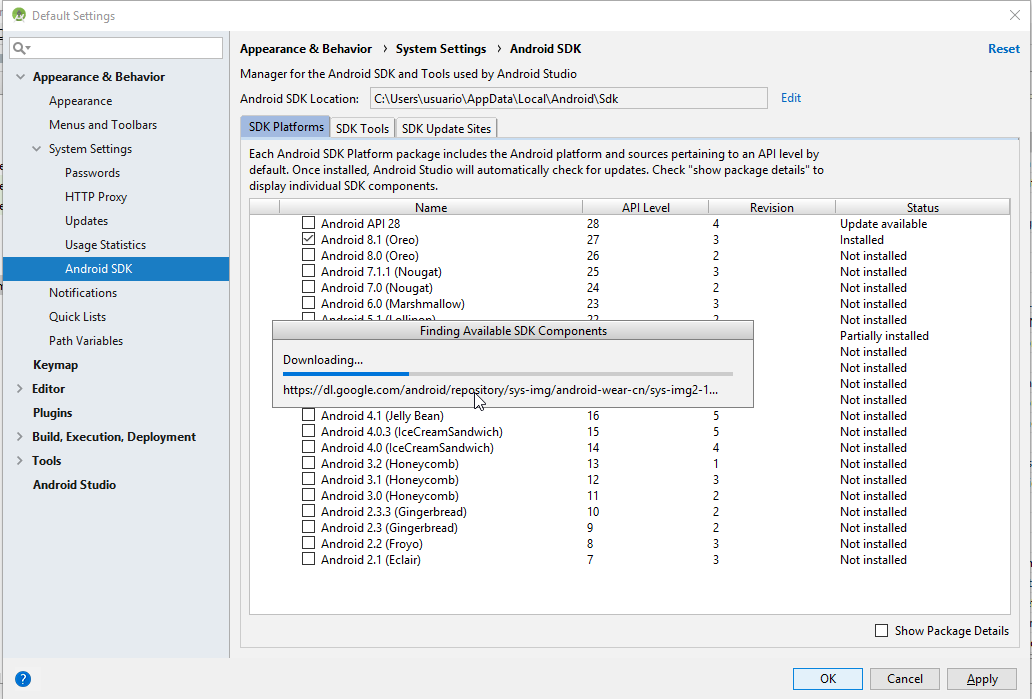 Default Settings
Appearance & Behavior
Appearance
Menus and Toolbars
System Settings
Passwords
HTTP Proxy
Updates
Usage Statistics
Android SDK
Notifications
Quick Lists
Path Variables
Keymap
Editor
Plugins
Build, Execution, Deployment
Tools
Android Studio
Appearance & Behavior › System Settings › Android SDK
Reset
Manager for the Android SDK and Tools used by Android Studio
Android SDK Location: C:\Users\usuario\AppData\Local\Android\Sdk Edit
SDK Platforms SDK Tools SDK Update Sites
Each Android SDK Platform package includes the Android platform and sources pertaining to an API level by
default. Once installed, Android Studio will automatically check for updates. Check "show package details" to
display individual SDK components.
Name API Level Revision Status
Android API 28 28 4 Update available
Android 8.1 (Oreo) 27 3 Installed
Android 8.0 (Oreo) 26 2 Not installed
Android 7.1.1 (Nougat) 25 3 Not installed
Android 7.0 (Nougat) 24 2 Not installed
Android 6.0 (Marshmallow) 23 3 Not installed
Android 5.1 (Lollipop) 22 2 Not installed
Partially installed
Not installed
Not installed
Not installed
Not installed
Finding Available SDK Components
Downloading...
https://dl.google.com/android/repository/sys-img/android-wear-cn/sys-img2-1...
Android 4.1 (Jelly Bean) 16 5 Not installed
Android 4.0.3 (IceCreamSandwich) 15 5 Not installed
Android 4.0 (IceCreamSandwich) 14 4 Not installed
Android 3.2 (Honeycomb) 13 1 Not installed
Android 3.1 (Honeycomb) 12 3 Not installed
Android 3.0 (Honeycomb) 11 2 Not installed
Android 2.3.3 (Gingerbread) 10 2 Not installed
Android 2.3 (Gingerbread) 9 2 Not installed
Android 2.2 (Froyo) 8 3 Not installed
Android 2.1 (Eclair) 7 3 Not installed
Show Package Details
?
OK Cancel Apply